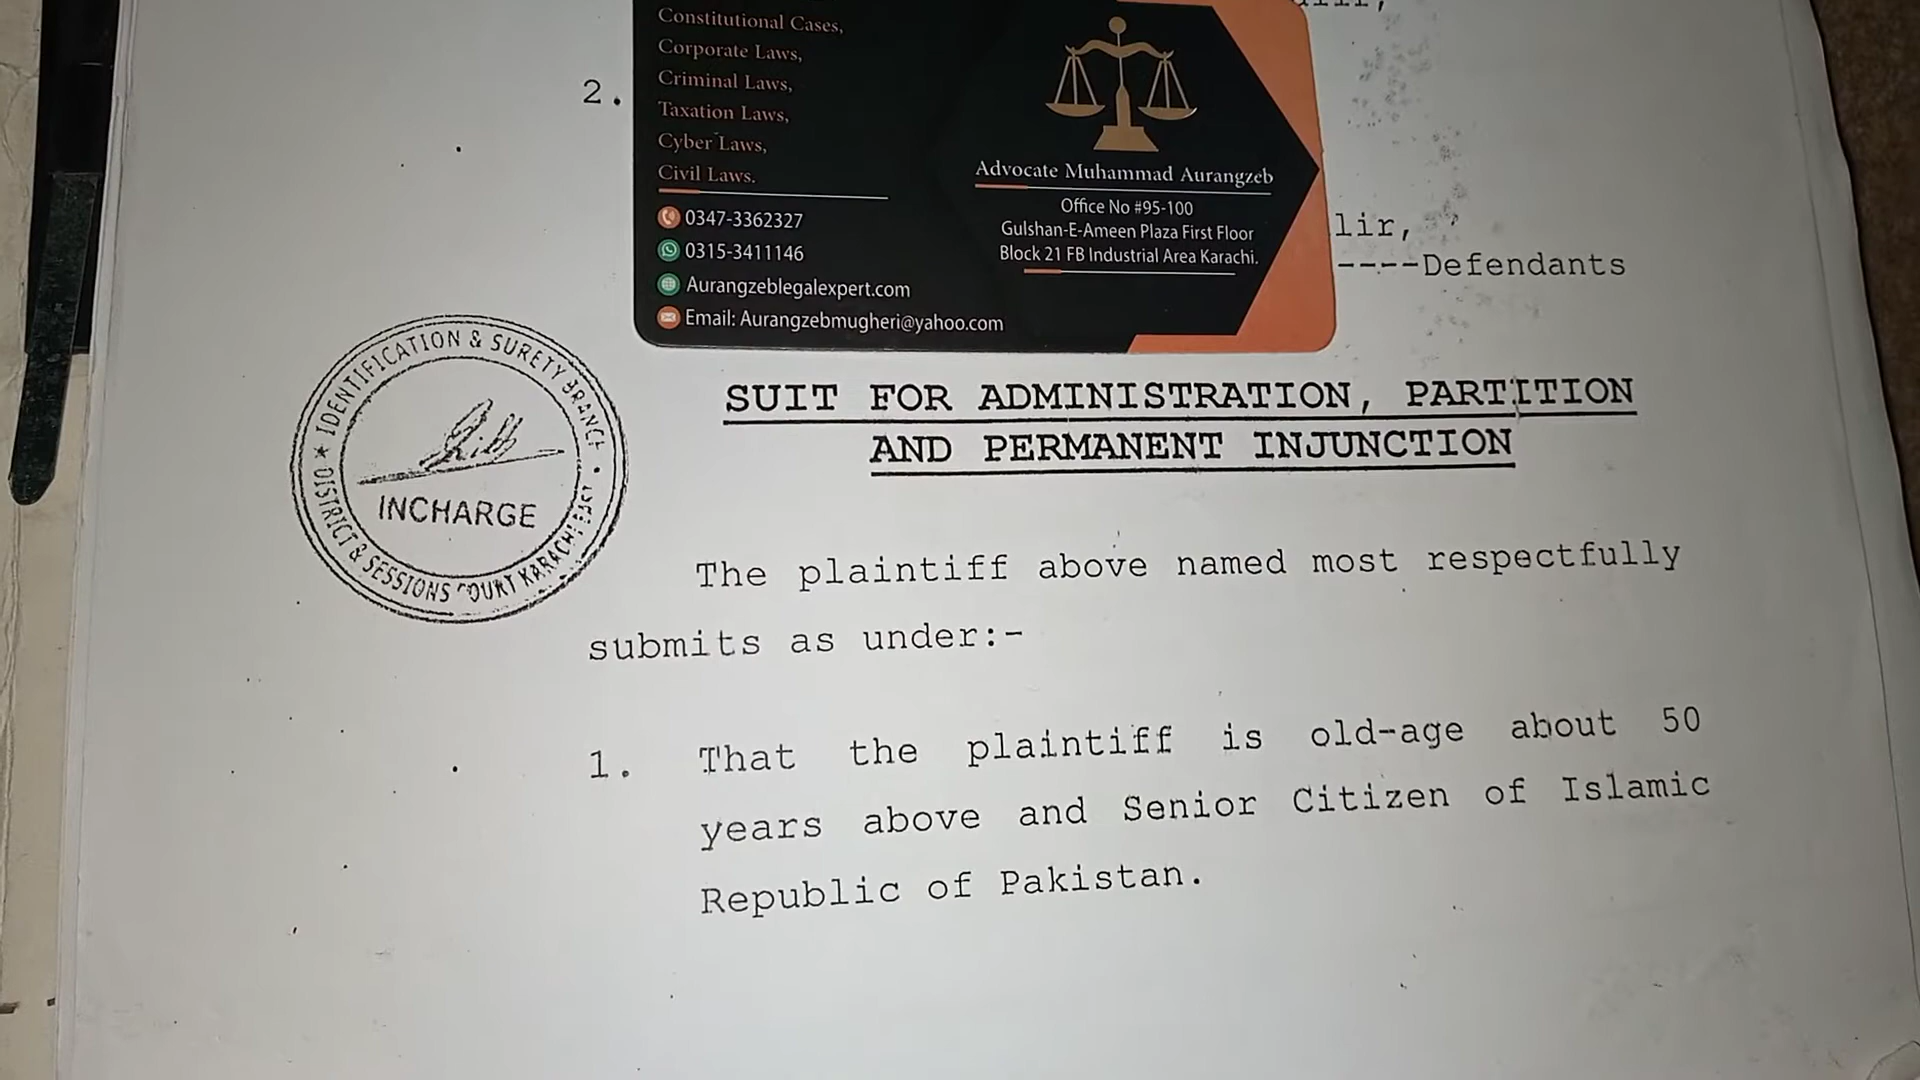 Constitutional Cases,
Corporate Laws,
Criminal Laws,
Taxation Laws,
Cyber Laws,
Civil Laws.
0347-3362327
0315-3411146
Aurangzeblegalexpert.com
Email: Aurangzebmugheri@yahoo.com
Advocate Muhammad Aurangzeb
Office No #95-100
Gulshan-E-Ameen Plaza First Floor
Block 21 FB Industrial Area Karachi.
2.
lir,
----Defendants
IDENTIFICATION & SURETY BRANCH
INCHARGE
DISTRICT & SESSIONS COURT KARACHI EAST
SUIT FOR ADMINISTRATION, PARTITION
AND PERMANENT INJUNCTION
The plaintiff above named most respectfully
submits as under:-
1. That the plaintiff is old-age about 50
years above and Senior Citizen of Islamic
Republic of Pakistan.